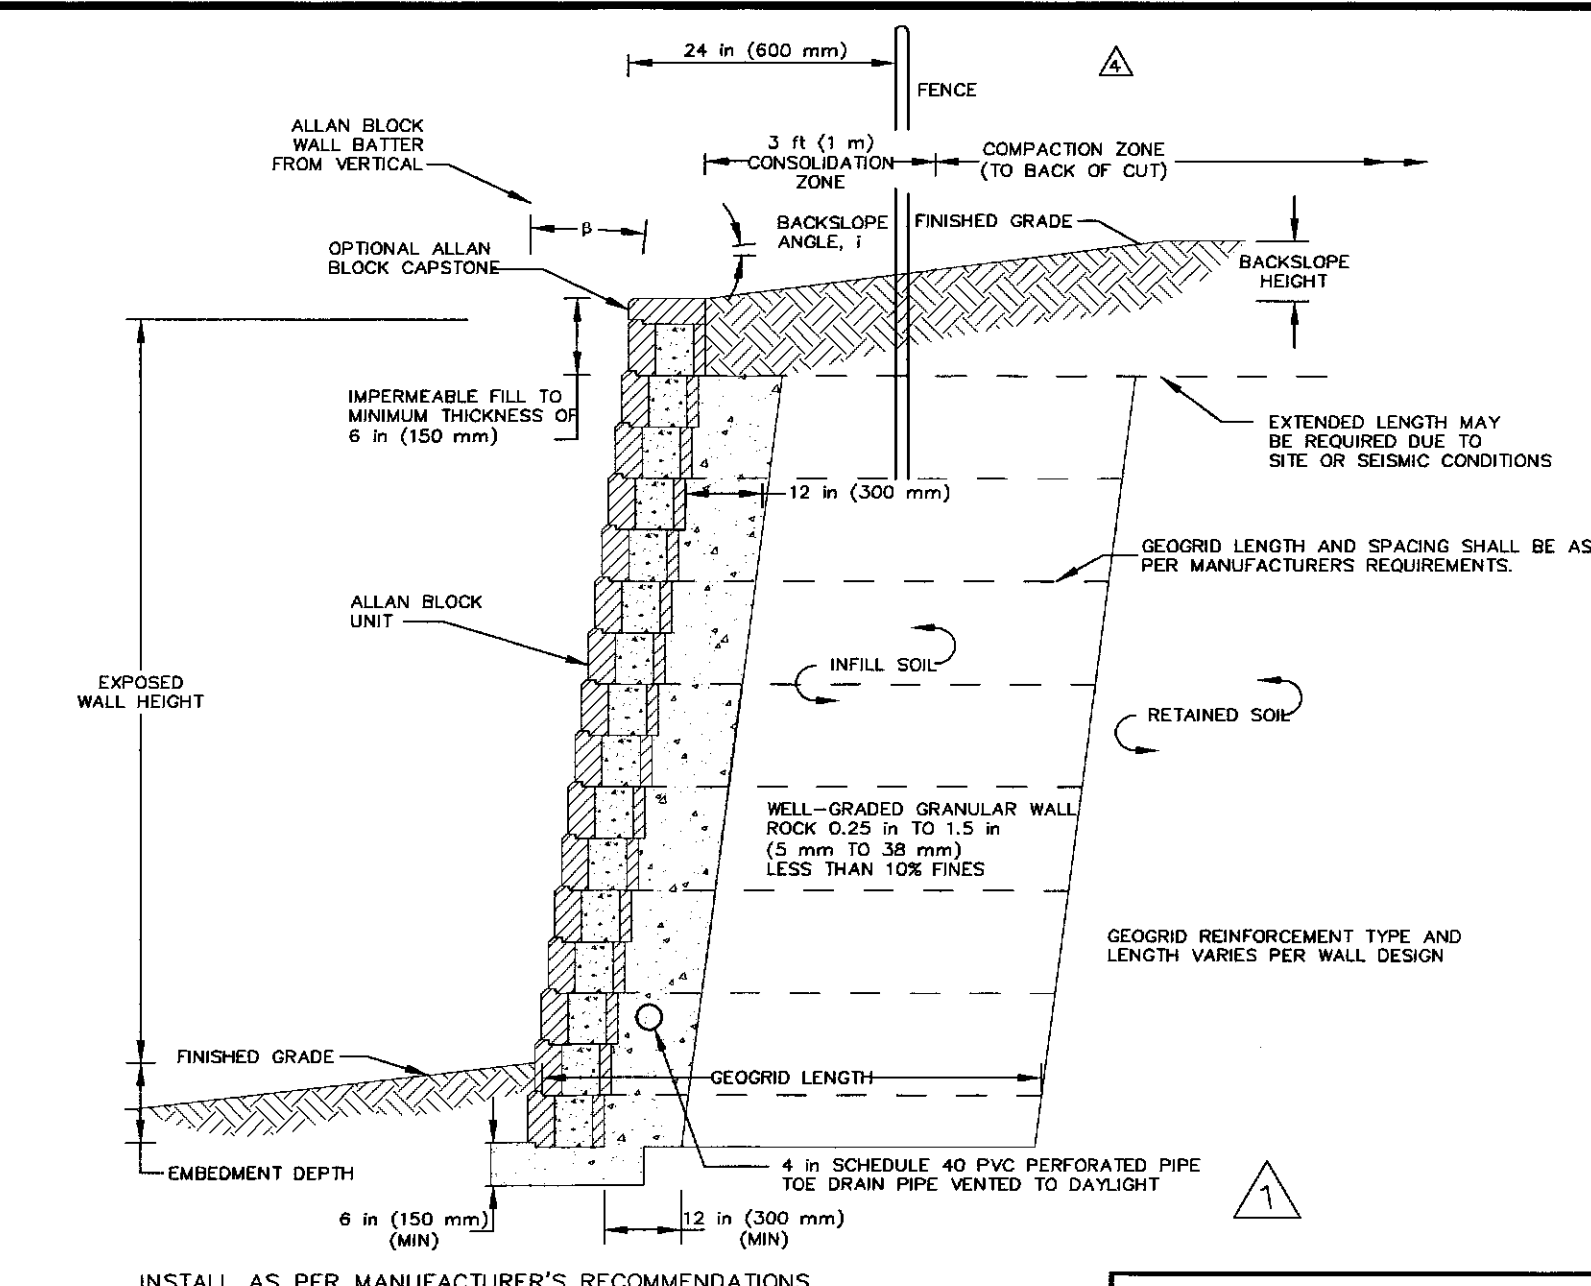 24 in (600 mm)
4
FENCE
ALLAN BLOCK
WALL BATTER
FROM VERTICAL
3 ft (1 m)
CONSOLIDATION
ZONE
COMPACTION ZONE
(TO BACK OF CUT)
β
BACKSLOPE
ANGLE, i
FINISHED GRADE
OPTIONAL ALLAN
BLOCK CAPSTONE
BACKSLOPE
HEIGHT
IMPERMEABLE FILL TO
MINIMUM THICKNESS OF
6 in (150 mm)
EXTENDED LENGTH MAY
BE REQUIRED DUE TO
SITE OR SEISMIC CONDITIONS
12 in (300 mm)
GEOGRID LENGTH AND SPACING SHALL BE AS
PER MANUFACTURERS REQUIREMENTS.
ALLAN BLOCK
UNIT
INFILL SOIL
EXPOSED
WALL HEIGHT
RETAINED SOIL
WELL-GRADED GRANULAR WALL
ROCK 0.25 in TO 1.5 in
(5 mm TO 38 mm)
LESS THAN 10% FINES
GEOGRID REINFORCEMENT TYPE AND
LENGTH VARIES PER WALL DESIGN
FINISHED GRADE
GEOGRID LENGTH
EMBEDMENT DEPTH
4 in SCHEDULE 40 PVC PERFORATED PIPE
TOE DRAIN PIPE VENTED TO DAYLIGHT
1
6 in (150 mm)
(MIN)
12 in (300 mm)
(MIN)
INSTALL AS PER MANUFACTURER'S RECOMMENDATIONS